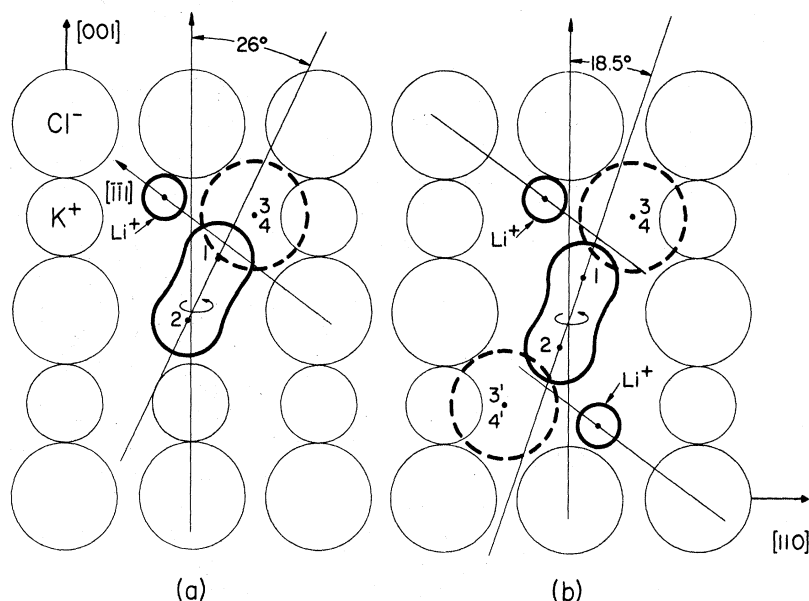 [001]
26°
Cl⁻
K⁺
[1̄1̄1]
Li⁺
3
4
1
2
(a)
18.5°
Li⁺
3
4
1
2
Li⁺
3'
4'
[110]
(b)